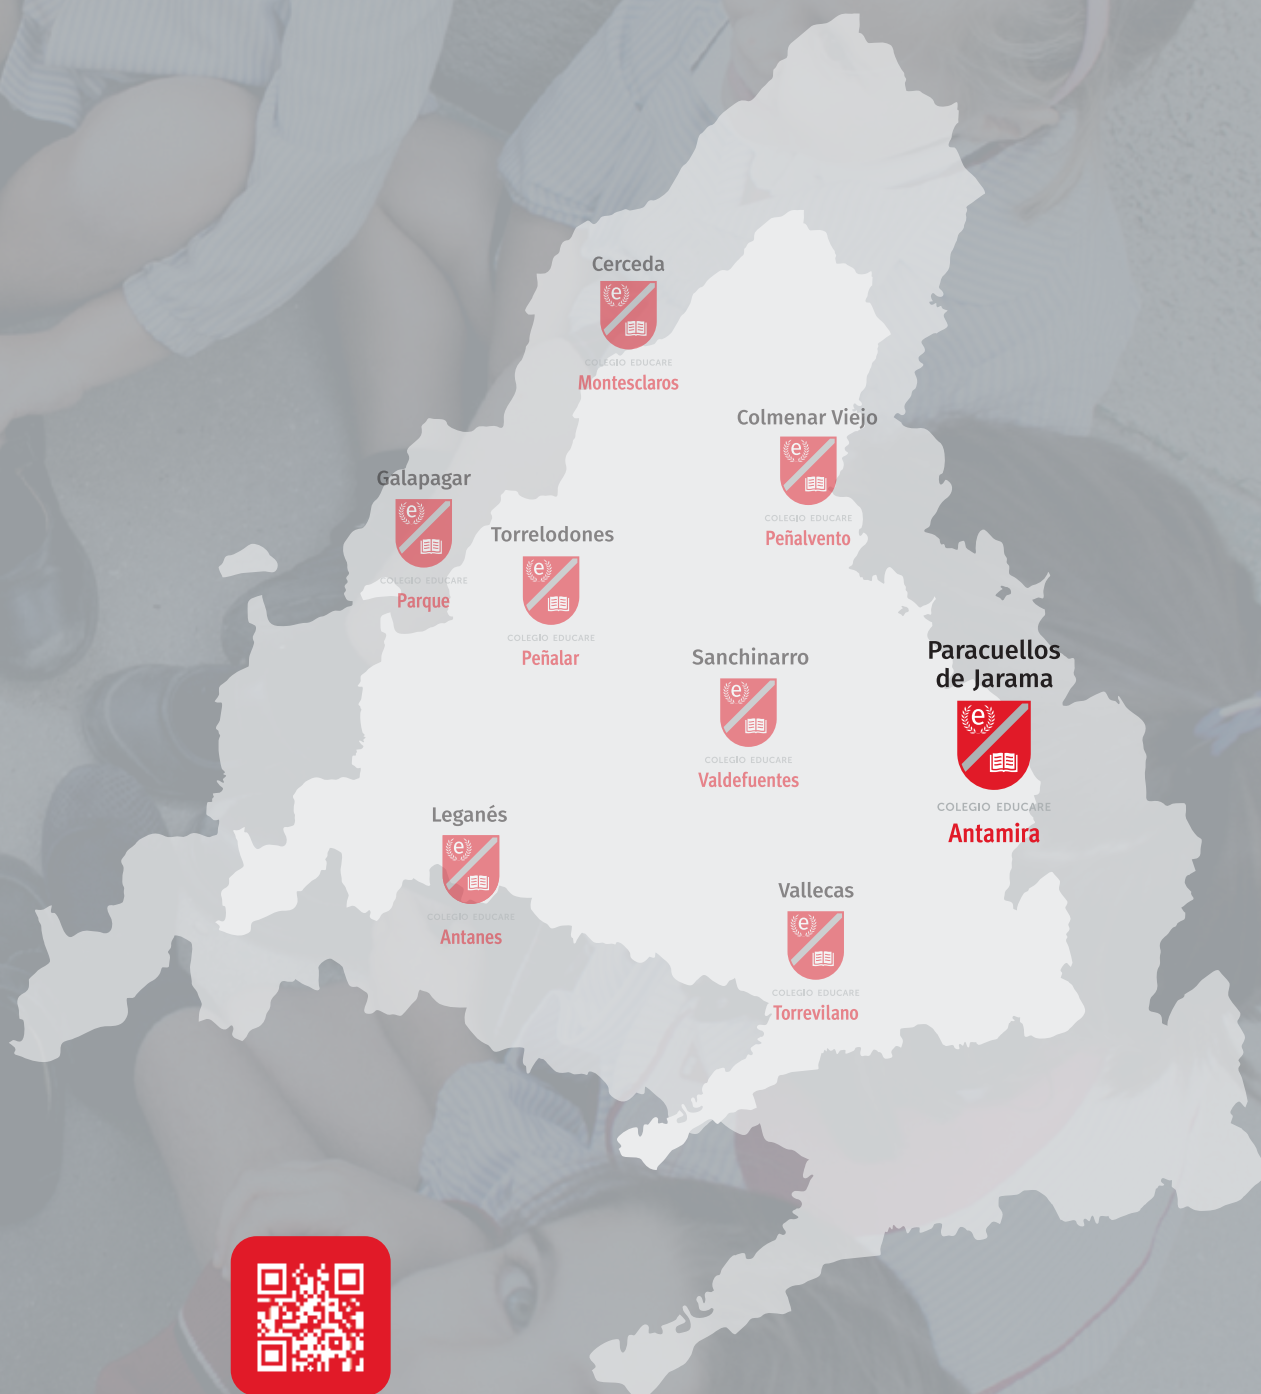 Cerceda
e
COLEGIO EDUCARE
Montesclaros
Colmenar Viejo
e
COLEGIO EDUCARE
Peñalvento
Galapagar
e
COLEGIO EDUCARE
Parque
Torrelodones
e
COLEGIO EDUCARE
Peñalar
Sanchinarro
e
COLEGIO EDUCARE
Valdefuentes
Paracuellos
de Jarama
e
COLEGIO EDUCARE
Antamira
Leganés
e
COLEGIO EDUCARE
Antanes
Vallecas
e
COLEGIO EDUCARE
Torrevilano